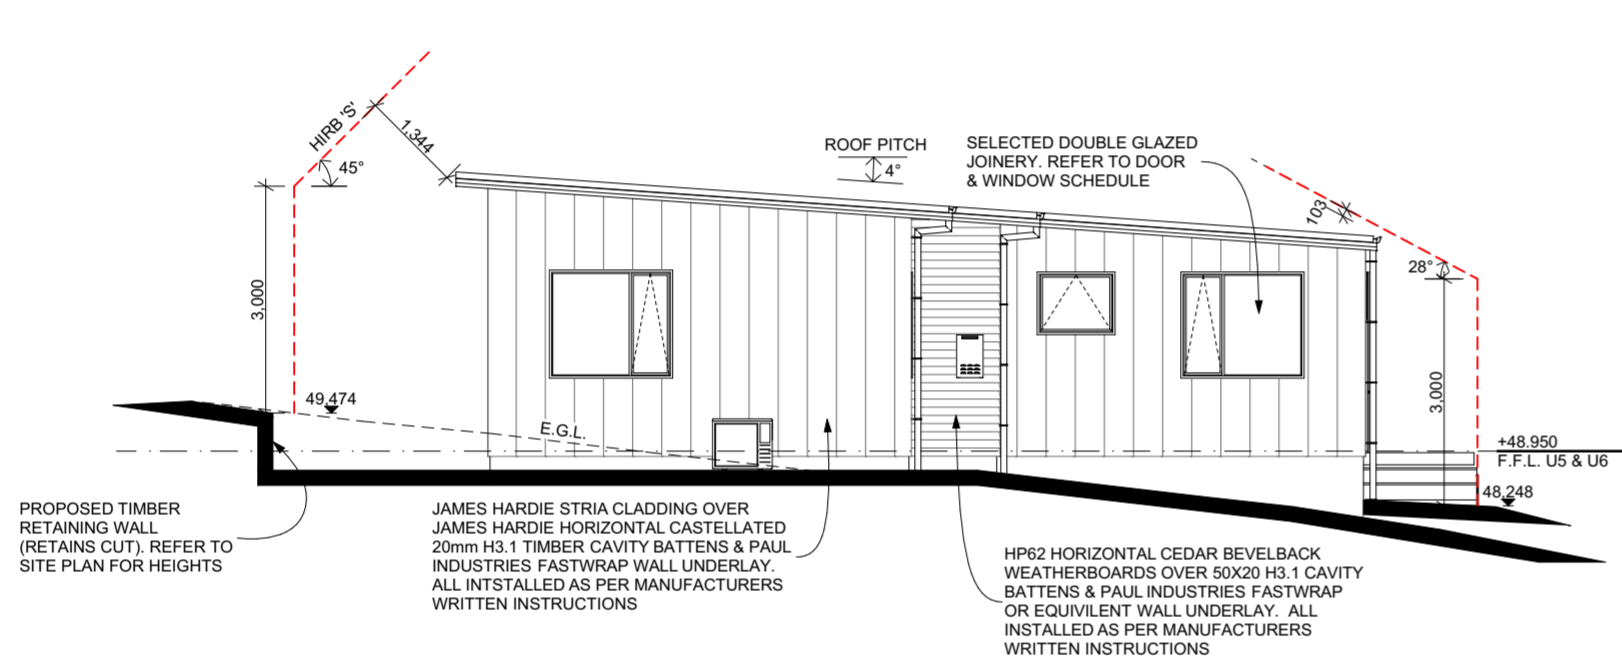 HIRB 'S'
45°
1,344
ROOF PITCH
4°
SELECTED DOUBLE GLAZED
JOINERY. REFER TO DOOR
& WINDOW SCHEDULE
103
28°
3,000
3,000
49,474
E.G.L.
+48.950
F.F.L. U5 & U6
48,248
PROPOSED TIMBER
RETAINING WALL
(RETAINS CUT). REFER TO
SITE PLAN FOR HEIGHTS
JAMES HARDIE STRIA CLADDING OVER
JAMES HARDIE HORIZONTAL CASTELLATED
20mm H3.1 TIMBER CAVITY BATTENS & PAUL
INDUSTRIES FASTWRAP WALL UNDERLAY.
ALL INTSTALLED AS PER MANUFACTURERS
WRITTEN INSTRUCTIONS
HP62 HORIZONTAL CEDAR BEVELBACK
WEATHERBOARDS OVER 50X20 H3.1 CAVITY
BATTENS & PAUL INDUSTRIES FASTWRAP
OR EQUIVILENT WALL UNDERLAY. ALL
INSTALLED AS PER MANUFACTURERS
WRITTEN INSTRUCTIONS